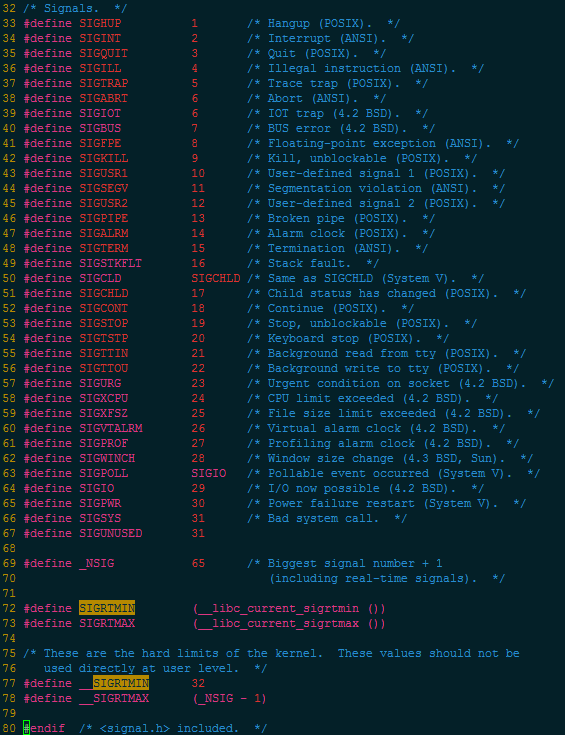 32 /* Signals.  */
33 #define SIGHUP          1       /* Hangup (POSIX).  */
34 #define SIGINT          2       /* Interrupt (ANSI).  */
35 #define SIGQUIT         3       /* Quit (POSIX).  */
36 #define SIGILL          4       /* Illegal instruction (ANSI).  */
37 #define SIGTRAP         5       /* Trace trap (POSIX).  */
38 #define SIGABRT         6       /* Abort (ANSI).  */
39 #define SIGIOT          6       /* IOT trap (4.2 BSD).  */
40 #define SIGBUS          7       /* BUS error (4.2 BSD).  */
41 #define SIGFPE          8       /* Floating-point exception (ANSI).  */
42 #define SIGKILL         9       /* Kill, unblockable (POSIX).  */
43 #define SIGUSR1         10      /* User-defined signal 1 (POSIX).  */
44 #define SIGSEGV         11      /* Segmentation violation (ANSI).  */
45 #define SIGUSR2         12      /* User-defined signal 2 (POSIX).  */
46 #define SIGPIPE         13      /* Broken pipe (POSIX).  */
47 #define SIGALRM         14      /* Alarm clock (POSIX).  */
48 #define SIGTERM         15      /* Termination (ANSI).  */
49 #define SIGSTKFLT       16      /* Stack fault.  */
50 #define SIGCLD          SIGCHLD /* Same as SIGCHLD (System V).  */
51 #define SIGCHLD         17      /* Child status has changed (POSIX).  */
52 #define SIGCONT         18      /* Continue (POSIX).  */
53 #define SIGSTOP         19      /* Stop, unblockable (POSIX).  */
54 #define SIGTSTP         20      /* Keyboard stop (POSIX).  */
55 #define SIGTTIN         21      /* Background read from tty (POSIX).  */
56 #define SIGTTOU         22      /* Background write to tty (POSIX).  */
57 #define SIGURG          23      /* Urgent condition on socket (4.2 BSD).  */
58 #define SIGXCPU         24      /* CPU limit exceeded (4.2 BSD).  */
59 #define SIGXFSZ         25      /* File size limit exceeded (4.2 BSD).  */
60 #define SIGVTALRM       26      /* Virtual alarm clock (4.2 BSD).  */
61 #define SIGPROF         27      /* Profiling alarm clock (4.2 BSD).  */
62 #define SIGWINCH        28      /* Window size change (4.3 BSD, Sun).  */
63 #define SIGPOLL         SIGIO   /* Pollable event occurred (System V).  */
64 #define SIGIO           29      /* I/O now possible (4.2 BSD).  */
65 #define SIGPWR          30      /* Power failure restart (System V).  */
66 #define SIGSYS          31      /* Bad system call.  */
67 #define SIGUNUSED       31
68
69 #define _NSIG           65      /* Biggest signal number + 1
70                                    (including real-time signals).  */
71
72 #define SIGRTMIN        (__libc_current_sigrtmin ())
73 #define SIGRTMAX        (__libc_current_sigrtmax ())
74
75 /* These are the hard limits of the kernel.  These values should not be
76    used directly at user level.  */
77 #define __SIGRTMIN      32
78 #define __SIGRTMAX      (_NSIG - 1)
79
80 #endif  /* <signal.h> included.  */